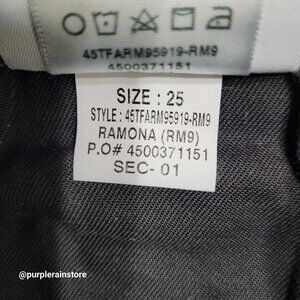 45TFARM95919-RM9
4500371151
SIZE : 25
STYLE : 45TFARM95919-RM9
RAMONA (RM9)
P.O# 4500371151
SEC- 01
@purplerainstore